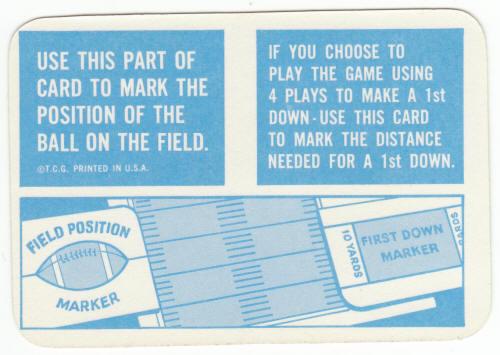 USE THIS PART OF
CARD TO MARK THE
POSITION OF THE
BALL ON THE FIELD.
©T.C.G. PRINTED IN U.S.A.
IF YOU CHOOSE TO
PLAY THE GAME USING
4 PLAYS TO MAKE A 1st
DOWN-USE THIS CARD
TO MARK THE DISTANCE
NEEDED FOR A 1st DOWN.
FIELD POSITION
MARKER
10 YARDS
FIRST DOWN
MARKER
CARDS